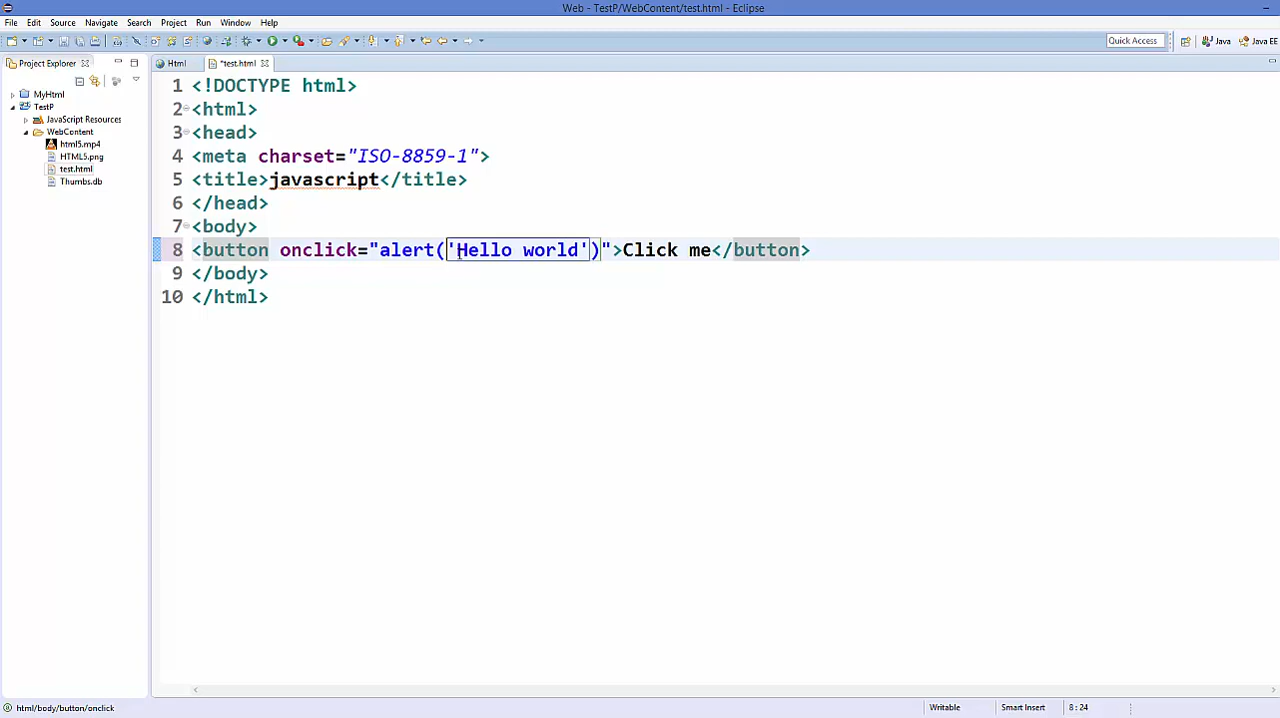 Web - TestP/WebContent/test.html - Eclipse
File Edit Source Navigate Search Project Run Window Help
Quick Access Java Java EE
Project Explorer Html *test.html
MyHtml
TestP
JavaScript Resources
WebContent
html5.mp4
HTML5.png
test.html
Thumbs.db
1 <!DOCTYPE html>
2 <html>
3 <head>
4 <meta charset="ISO-8859-1">
5 <title>javascript</title>
6 </head>
7 <body>
8 <button onclick="alert('Hello world')">Click me</button>
9 </body>
10 </html>
html/body/button/onclick Writable Smart Insert 8:24